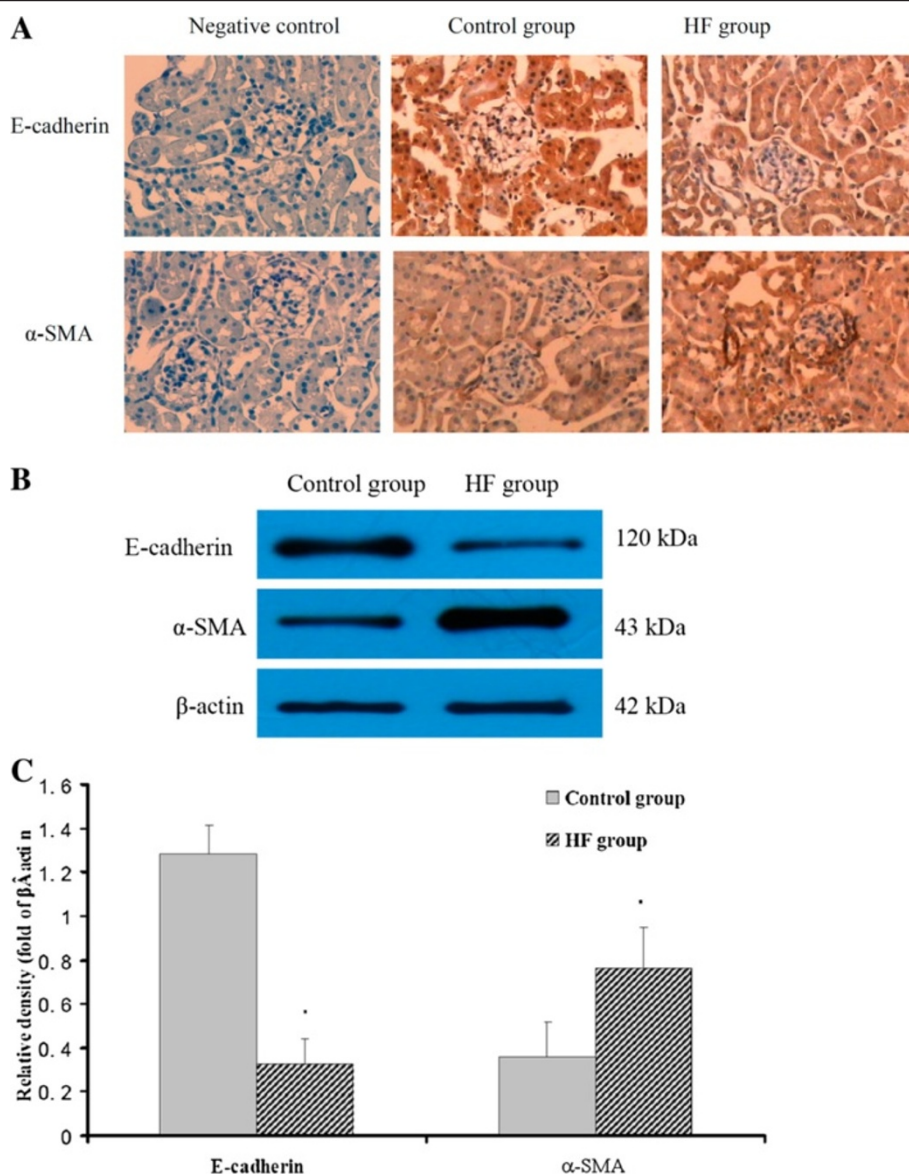 A
Negative control
Control group
HF group
E-cadherin
α-SMA
B
Control group
HF group
E-cadherin
120 kDa
α-SMA
43 kDa
β-actin
42 kDa
C
Relative density (fold of βÂacti n
1.6
1.4
1.2
1
0.8
0.6
0.4
0.2
0
Control group
HF group
E-cadherin
α-SMA